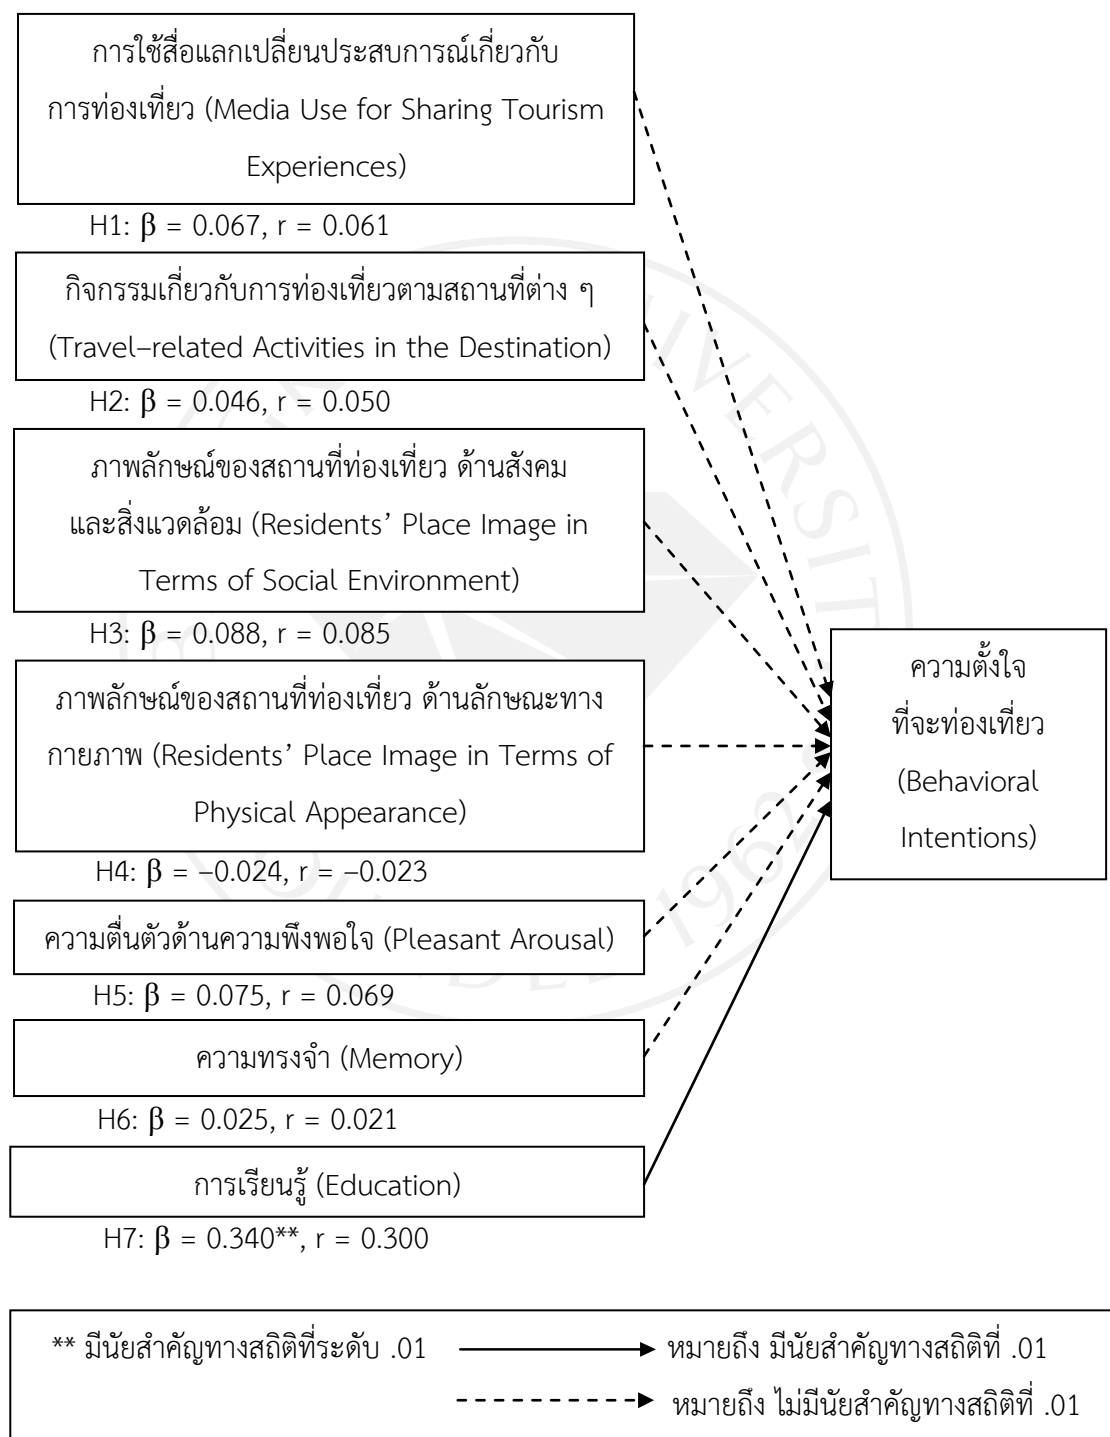 การใช้สื่อแลกเปลี่ยนประสบการณ์เกี่ยวกับ
การท่องเที่ยว (Media Use for Sharing Tourism
Experiences)
H1: β = 0.067, r = 0.061
กิจกรรมเกี่ยวกับการท่องเที่ยวตามสถานที่ต่าง ๆ
(Travel–related Activities in the Destination)
H2: β = 0.046, r = 0.050
ภาพลักษณ์ของสถานที่ท่องเที่ยว ด้านสังคม
และสิ่งแวดล้อม (Residents’ Place Image in
Terms of Social Environment)
H3: β = 0.088, r = 0.085
ภาพลักษณ์ของสถานที่ท่องเที่ยว ด้านลักษณะทาง
กายภาพ (Residents’ Place Image in Terms of
Physical Appearance)
H4: β = –0.024, r = –0.023
ความตื่นตัวด้านความพึงพอใจ (Pleasant Arousal)
H5: β = 0.075, r = 0.069
ความทรงจำ (Memory)
H6: β = 0.025, r = 0.021
การเรียนรู้ (Education)
H7: β = 0.340**, r = 0.300
ความตั้งใจ
ที่จะท่องเที่ยว
(Behavioral
Intentions)
** มีนัยสำคัญทางสถิติที่ระดับ .01
หมายถึง มีนัยสำคัญทางสถิติที่ .01
หมายถึง ไม่มีนัยสำคัญทางสถิติที่ .01